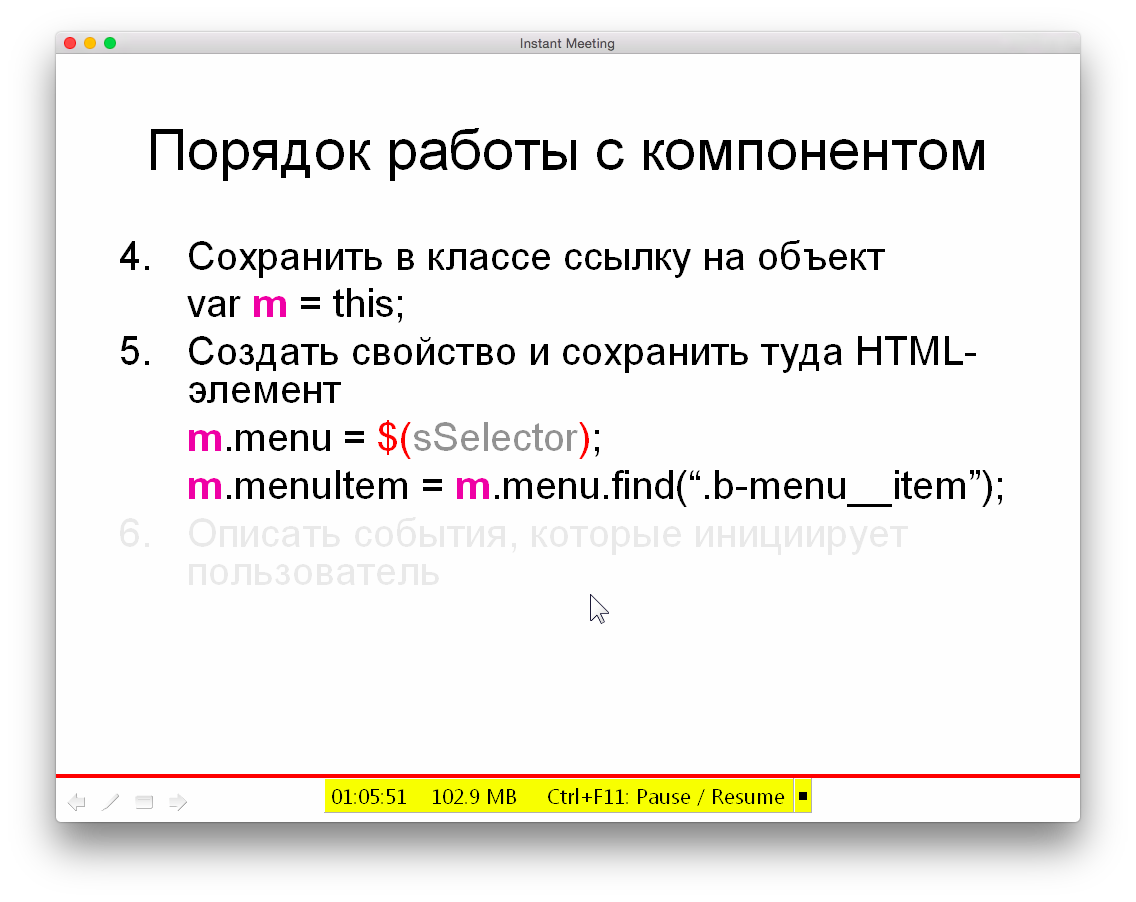 Instant Meeting
Порядок работы с компонентом
4. Сохранить в классе ссылку на объект
var m = this;
5. Создать свойство и сохранить туда HTML-
элемент
m.menu = $(sSelector);
m.menuItem = m.menu.find(“.b-menu__item”);
6. Описать события, которые инициирует
пользователь
01:05:51 102.9 MB Ctrl+F11: Pause / Resume